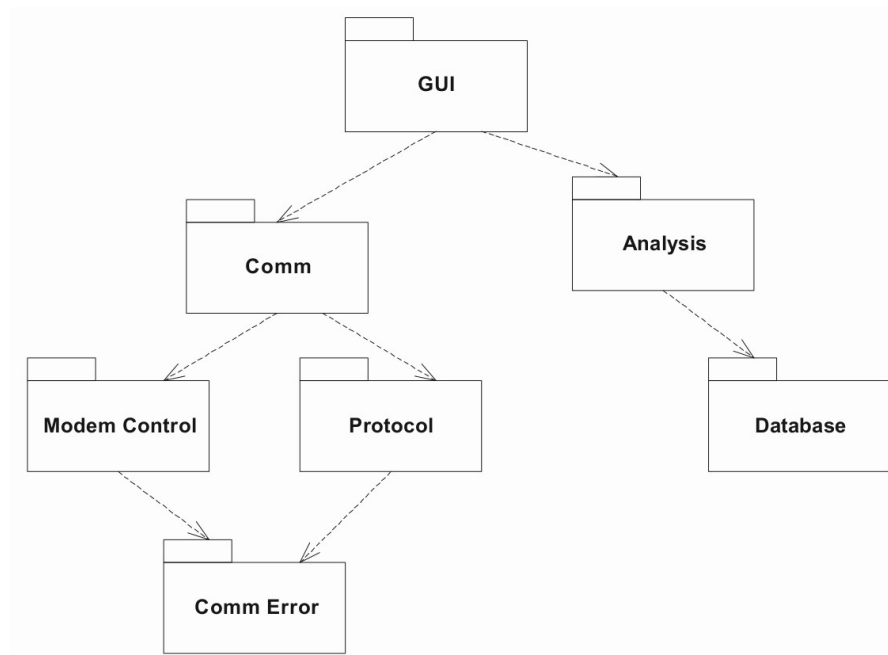 GUI
Comm
Analysis
Modem Control
Protocol
Database
Comm Error